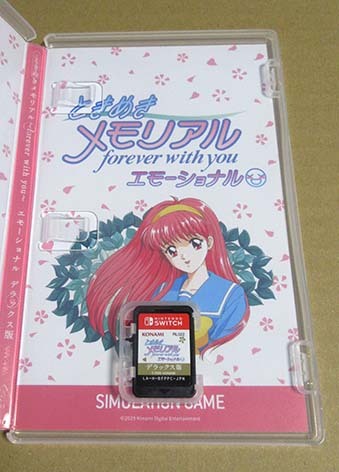 ときめきメモリアル ~forever with you~ エモーショナル デラックス版
ときめき
メモリアル
forever with you
エモーショナル
NINTENDO
SWITCH
KONAMI
ときめき
メモリアル
forever with you
エモーショナル
デラックス版
LA-H-BFPPC-JPN
SIMULATION GAME
©2025 Konami Digital Entertainment